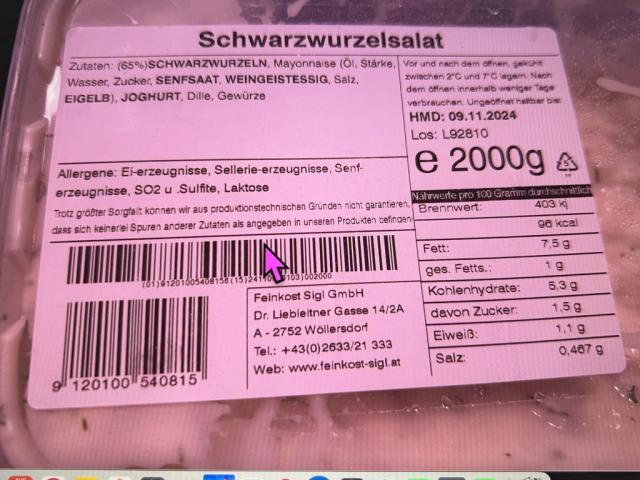 Schwarzwurzelsalat
Zutaten: (65%)SCHWARZWURZELN, Mayonnaise (Öl, Stärke,
Wasser, Zucker, SENFSAAT, WEINGEISTESSIG, Salz,
EIGELB), JOGHURT, Dille, Gewürze
Vor und nach dem öffnen, gekühlt
zwischen 2°C und 7°C lagern. Nach
dem öffnen innerhalb weniger Tage
verbrauchen. Ungeöffnet haltbar bis:
HMD: 09.11.2024
Los: L92810
e 2000g
5
PP
Allergene: Ei-erzeugnisse, Sellerie-erzeugnisse, Senf-
erzeugnisse, SO2 u .Sulfite, Laktose
Trotz größter Sorgfalt können wir aus produktionstechnischen Gründen nicht garantieren,
dass sich keinerlei Spuren anderer Zutaten als angegeben in unseren Produkten befinden
Nährwerte pro 100 Gramm durchschnittlich
Brennwert: 403 kj
96 kcal
Fett: 7,5 g
ges. Fetts.: 1 g
Kohlenhydrate: 5,3 g
davon Zucker: 1,5 g
Eiweiß: 1,1 g
Salz: 0,467 g
9 120100 540815
Feinkost Sigl GmbH
Dr. Liebleitner Gasse 14/2A
A - 2752 Wöllersdorf
Tel.: +43(0)2633/21 333
Web: www.feinkost-sigl.at